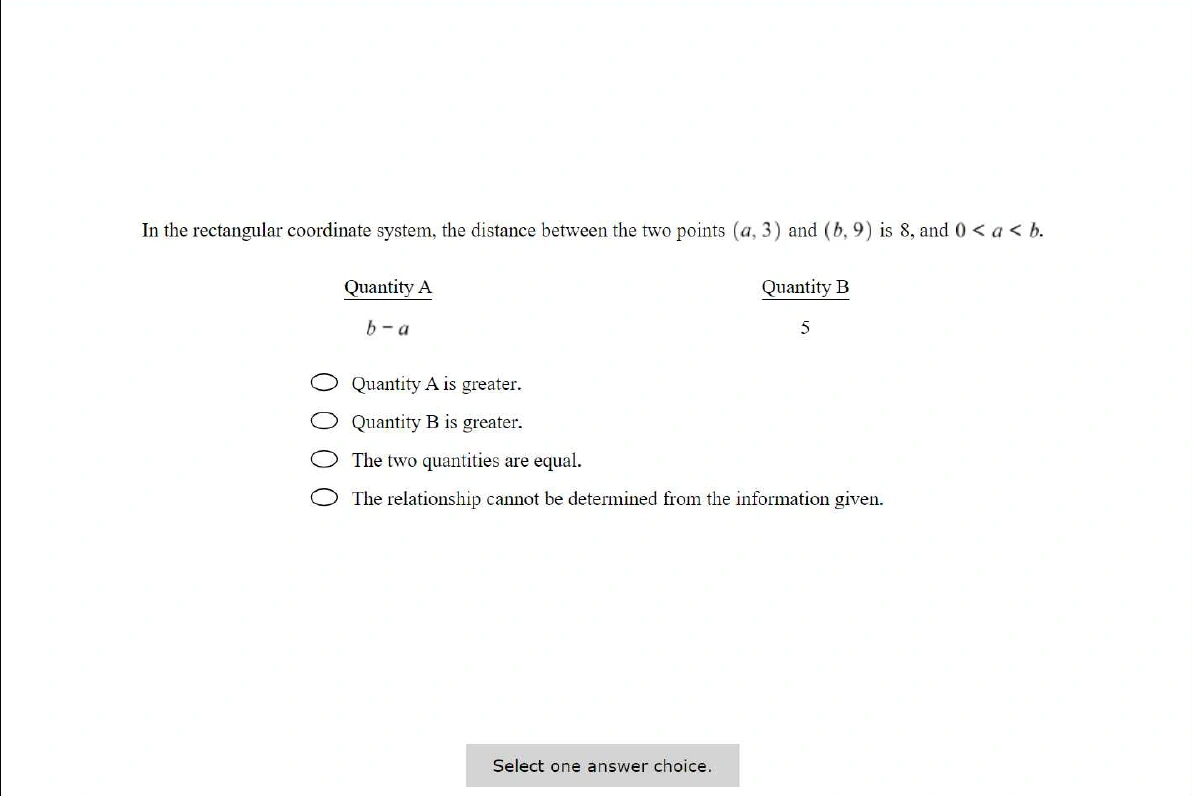 In the rectangular coordinate system, the distance between the two points (a, 3) and (b, 9) is 8, and 0 < a < b.
Quantity A
Quantity B
b − a
5
Quantity A is greater.
Quantity B is greater.
The two quantities are equal.
The relationship cannot be determined from the information given.
Select one answer choice.